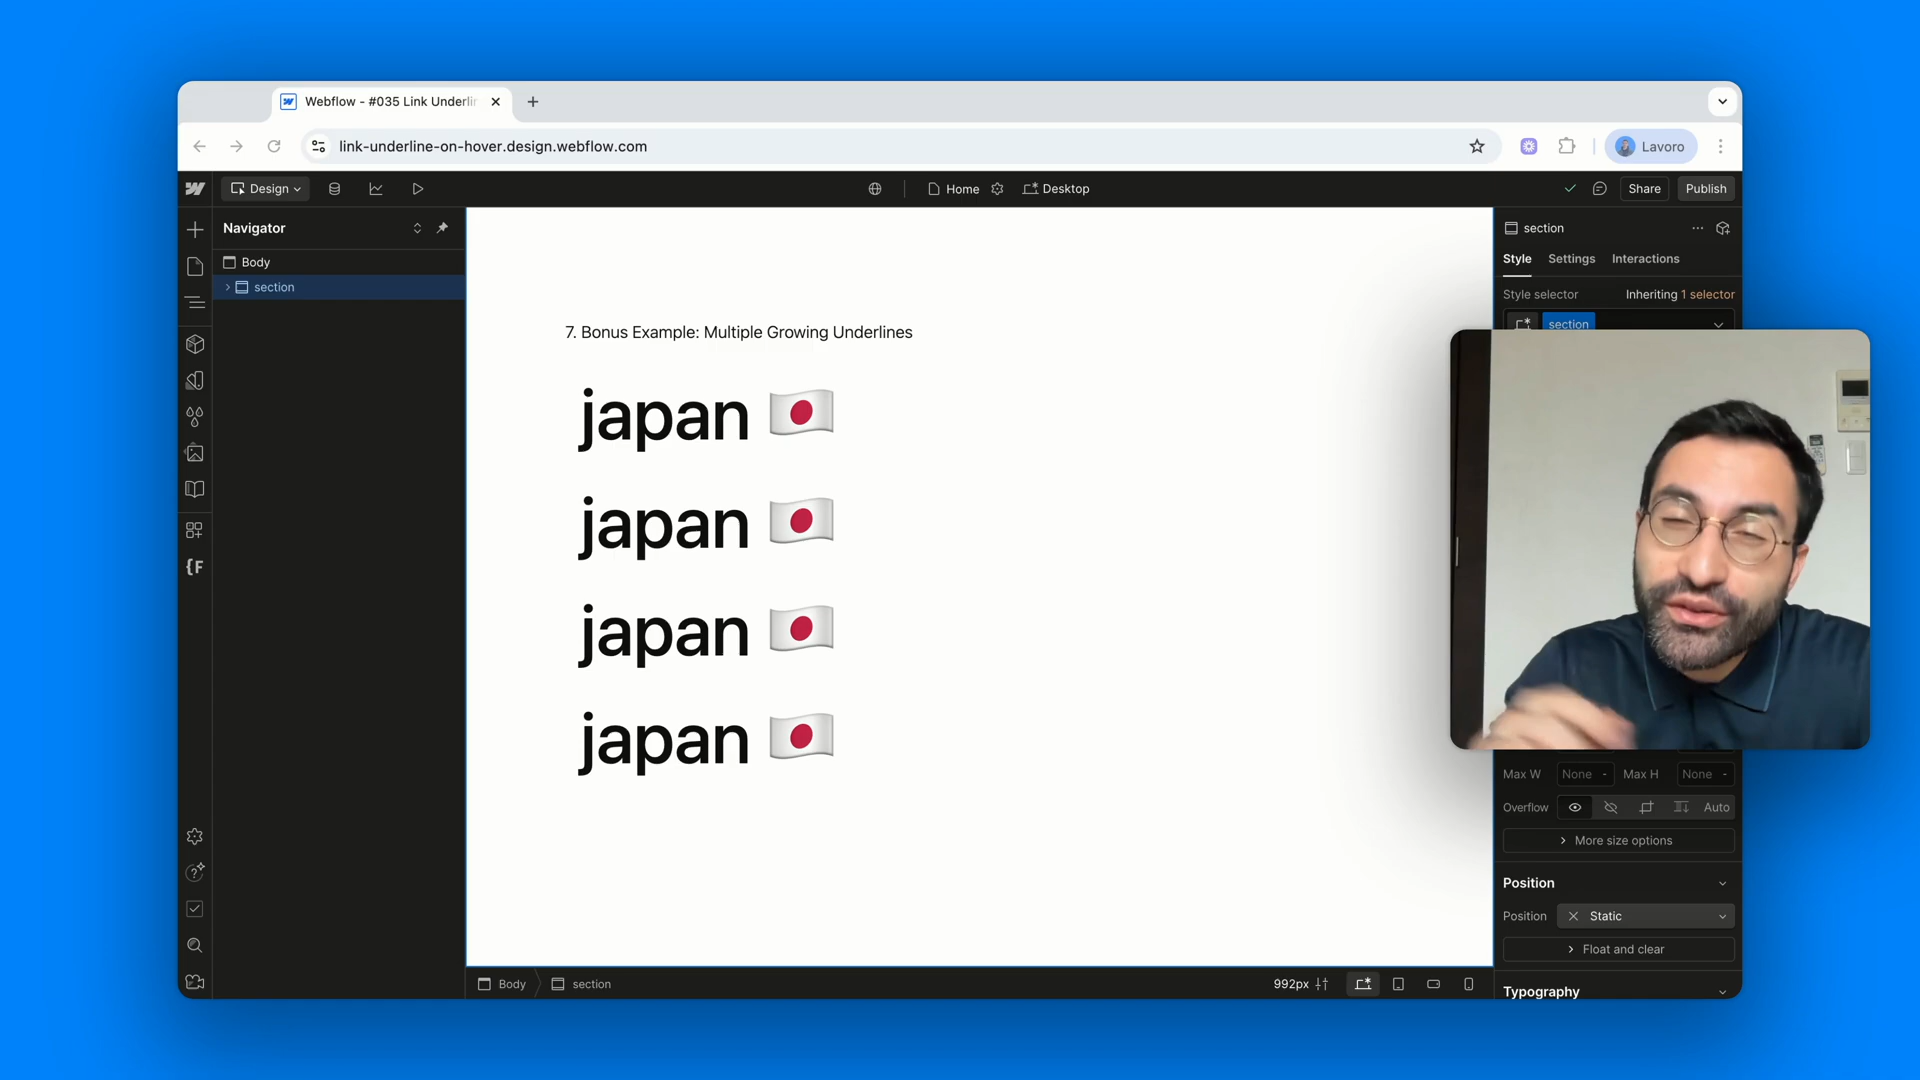 Webflow - #035 Link Underli
link-underline-on-hover.design.webflow.com
Lavoro
Design
Home
Desktop
Share
Publish
Navigator
Body
section
7. Bonus Example: Multiple Growing Underlines
japan 🇯🇵
japan 🇯🇵
japan 🇯🇵
japan 🇯🇵
section
Style Settings Interactions
Style selector Inheriting 1 selector
section
Max W None - Max H None -
Overflow Auto
More size options
Position
Position Static
Float and clear
Typography
{F
Body section
992px